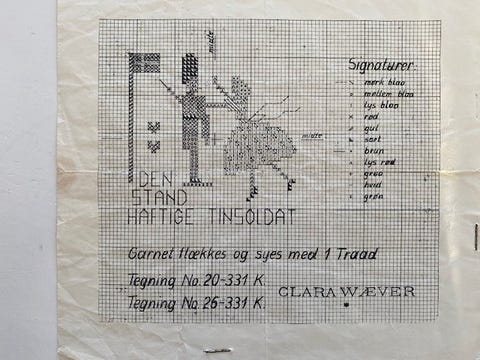 midte
Signaturer:
mørk blaa
mellem blaa
lys blaa
rød
gul
sort
brun
lys rød
graa
hvid
grøn
midte
DEN
STAND
HAFTIGE TINSOLDAT
Garnet flækkes og syes med 1 Traad
Tegning No. 20-331 K.
Tegning No. 26-331 K.
CLARA WÆVER